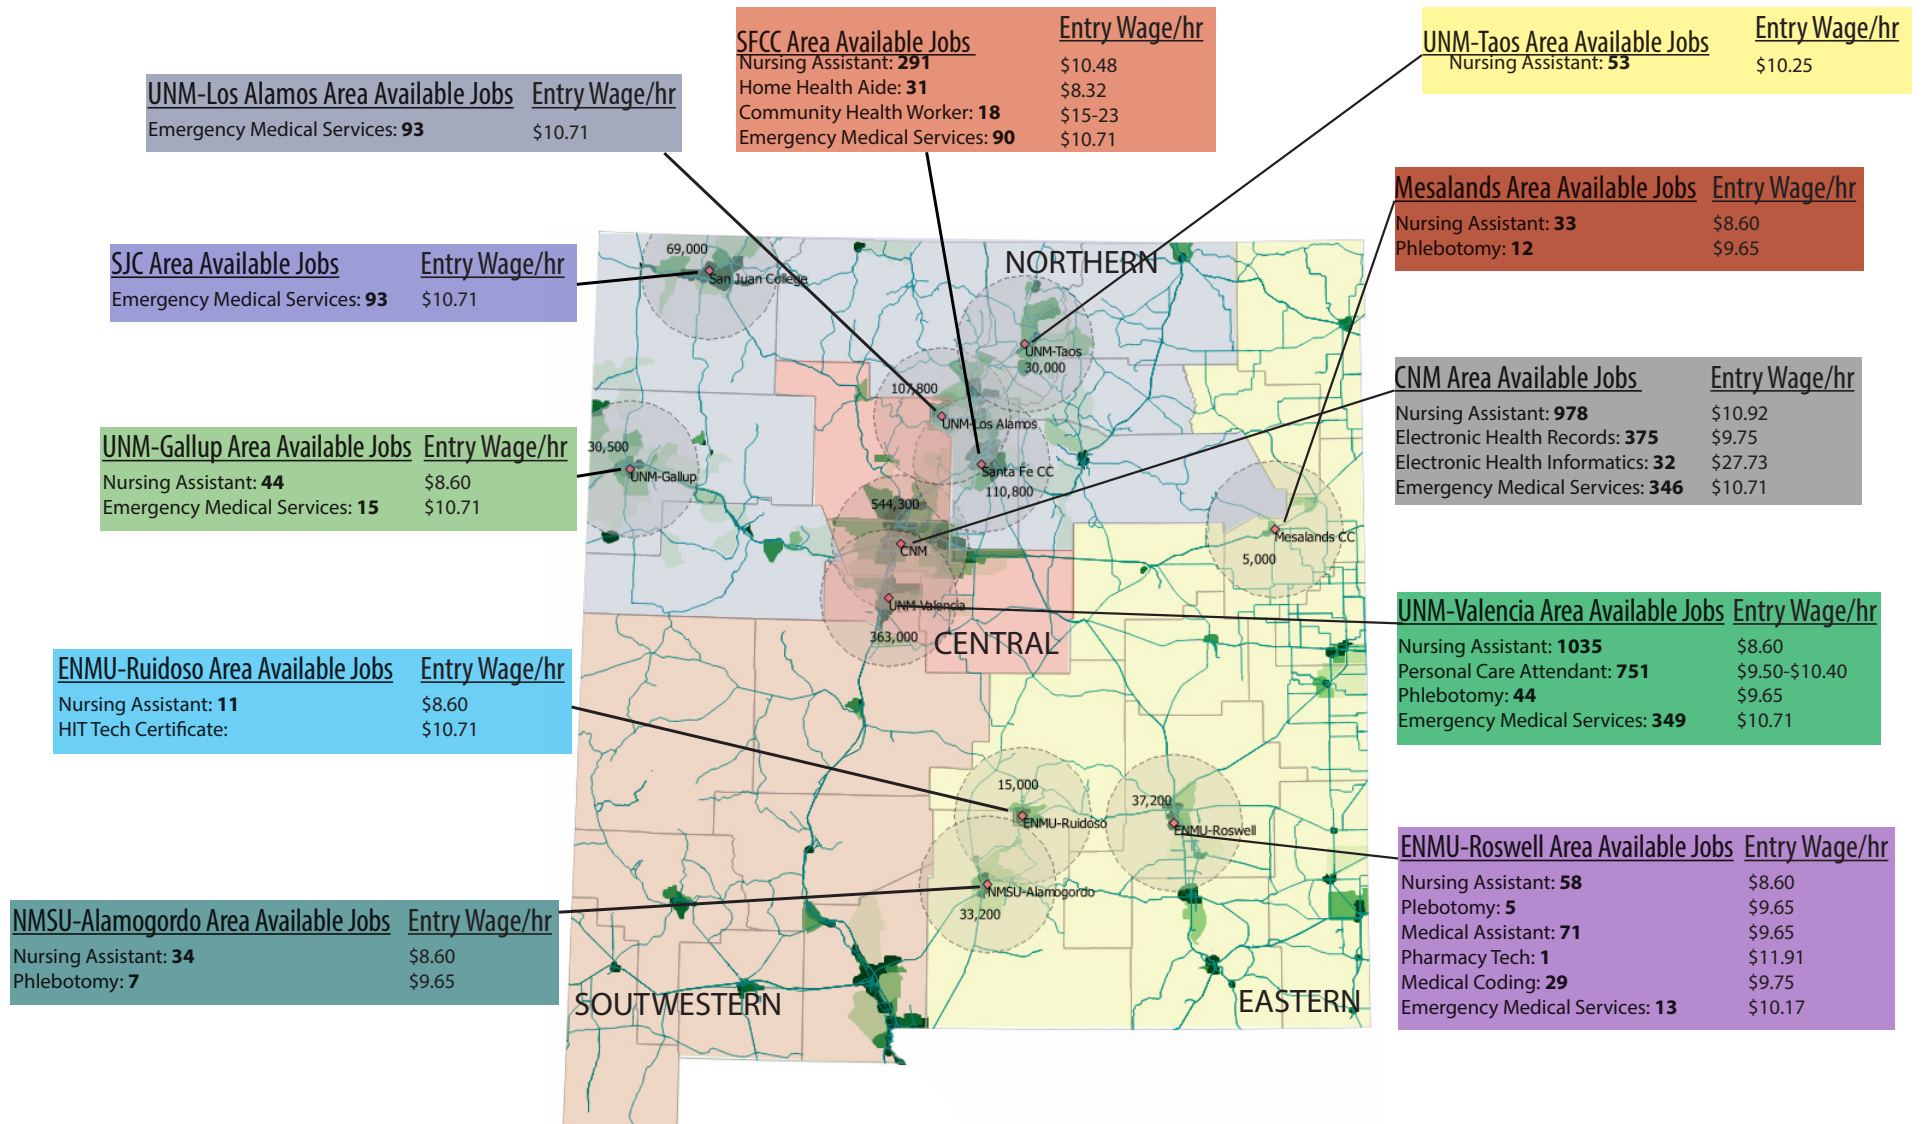 SFCC Area Available Jobs Entry Wage/hr
Nursing Assistant: 291 $10.48
Home Health Aide: 31 $8.32
Community Health Worker: 18 $15-23
Emergency Medical Services: 90 $10.71
UNM-Taos Area Available Jobs Entry Wage/hr
Nursing Assistant: 53 $10.25
UNM-Los Alamos Area Available Jobs Entry Wage/hr
Emergency Medical Services: 93 $10.71
Mesalands Area Available Jobs Entry Wage/hr
Nursing Assistant: 33 $8.60
Phlebotomy: 12 $9.65
SJC Area Available Jobs Entry Wage/hr
Emergency Medical Services: 93 $10.71
CNM Area Available Jobs Entry Wage/hr
Nursing Assistant: 978 $10.92
Electronic Health Records: 375 $9.75
Electronic Health Informatics: 32 $27.73
Emergency Medical Services: 346 $10.71
UNM-Gallup Area Available Jobs Entry Wage/hr
Nursing Assistant: 44 $8.60
Emergency Medical Services: 15 $10.71
UNM-Valencia Area Available Jobs Entry Wage/hr
Nursing Assistant: 1035 $8.60
Personal Care Attendant: 751 $9.50-$10.40
Phlebotomy: 44 $9.65
Emergency Medical Services: 349 $10.71
ENMU-Ruidoso Area Available Jobs Entry Wage/hr
Nursing Assistant: 11 $8.60
HIT Tech Certificate: $10.71
ENMU-Roswell Area Available Jobs Entry Wage/hr
Nursing Assistant: 58 $8.60
Plebotomy: 5 $9.65
Medical Assistant: 71 $9.65
Pharmacy Tech: 1 $11.91
Medical Coding: 29 $9.75
Emergency Medical Services: 13 $10.17
NMSU-Alamogordo Area Available Jobs Entry Wage/hr
Nursing Assistant: 34 $8.60
Phlebotomy: 7 $9.65
69,000
San Juan College
NORTHERN
UNM-Taos
30,000
107,800
UNM-Los Alamos
30,500
UNM-Gallup
Santa Fe CC
110,800
544,300
CNM
Mesalands CC
5,000
UNM-Valencia
363,000
CENTRAL
15,000
ENMU-Ruidoso
37,200
ENMU-Roswell
NMSU-Alamogordo
33,200
SOUTWESTERN
EASTERN